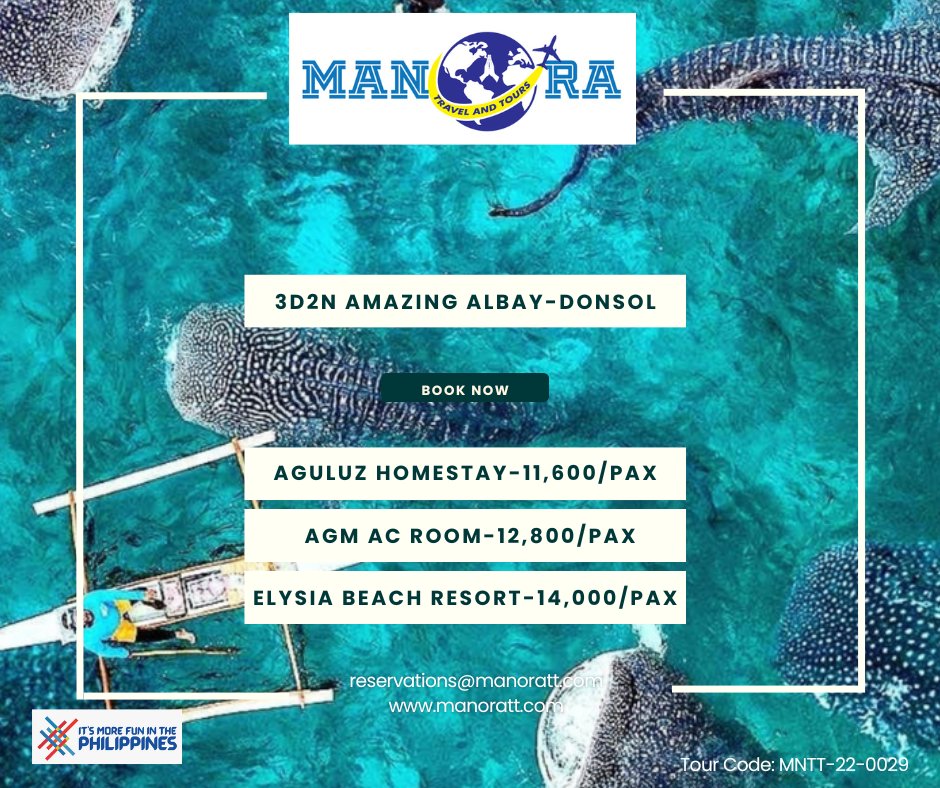 MANORA
TRAVEL AND TOURS
3D2N AMAZING ALBAY-DONSOL
BOOK NOW
AGULUZ HOMESTAY-11,600/PAX
AGM AC ROOM-12,800/PAX
ELYSIA BEACH RESORT-14,000/PAX
reservations@manoratt.com
www.manoratt.com
IT'S MORE FUN IN THE
PHILIPPINES
Tour Code: MNTT-22-0029